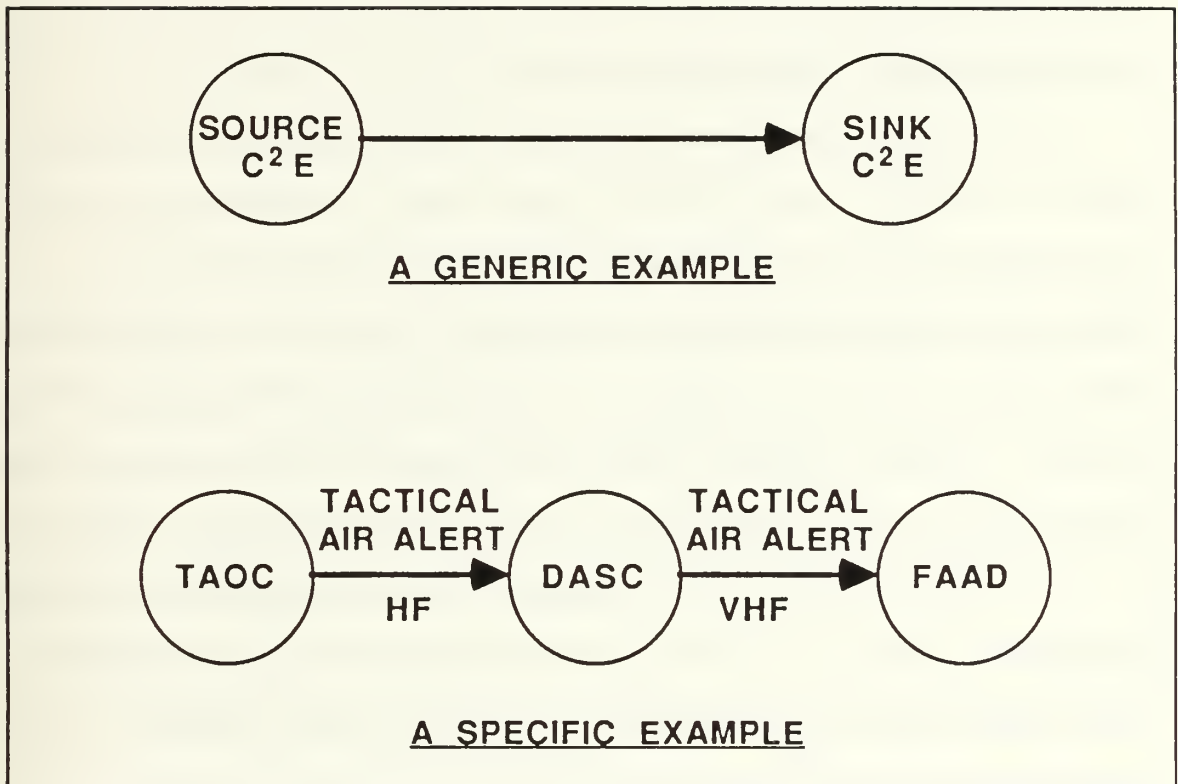 SOURCE
C² E
SINK
C² E
A GENERIC EXAMPLE
TACTICAL
AIR ALERT
TACTICAL
AIR ALERT
TAOC
DASC
FAAD
HF
VHF
A SPECIFIC EXAMPLE